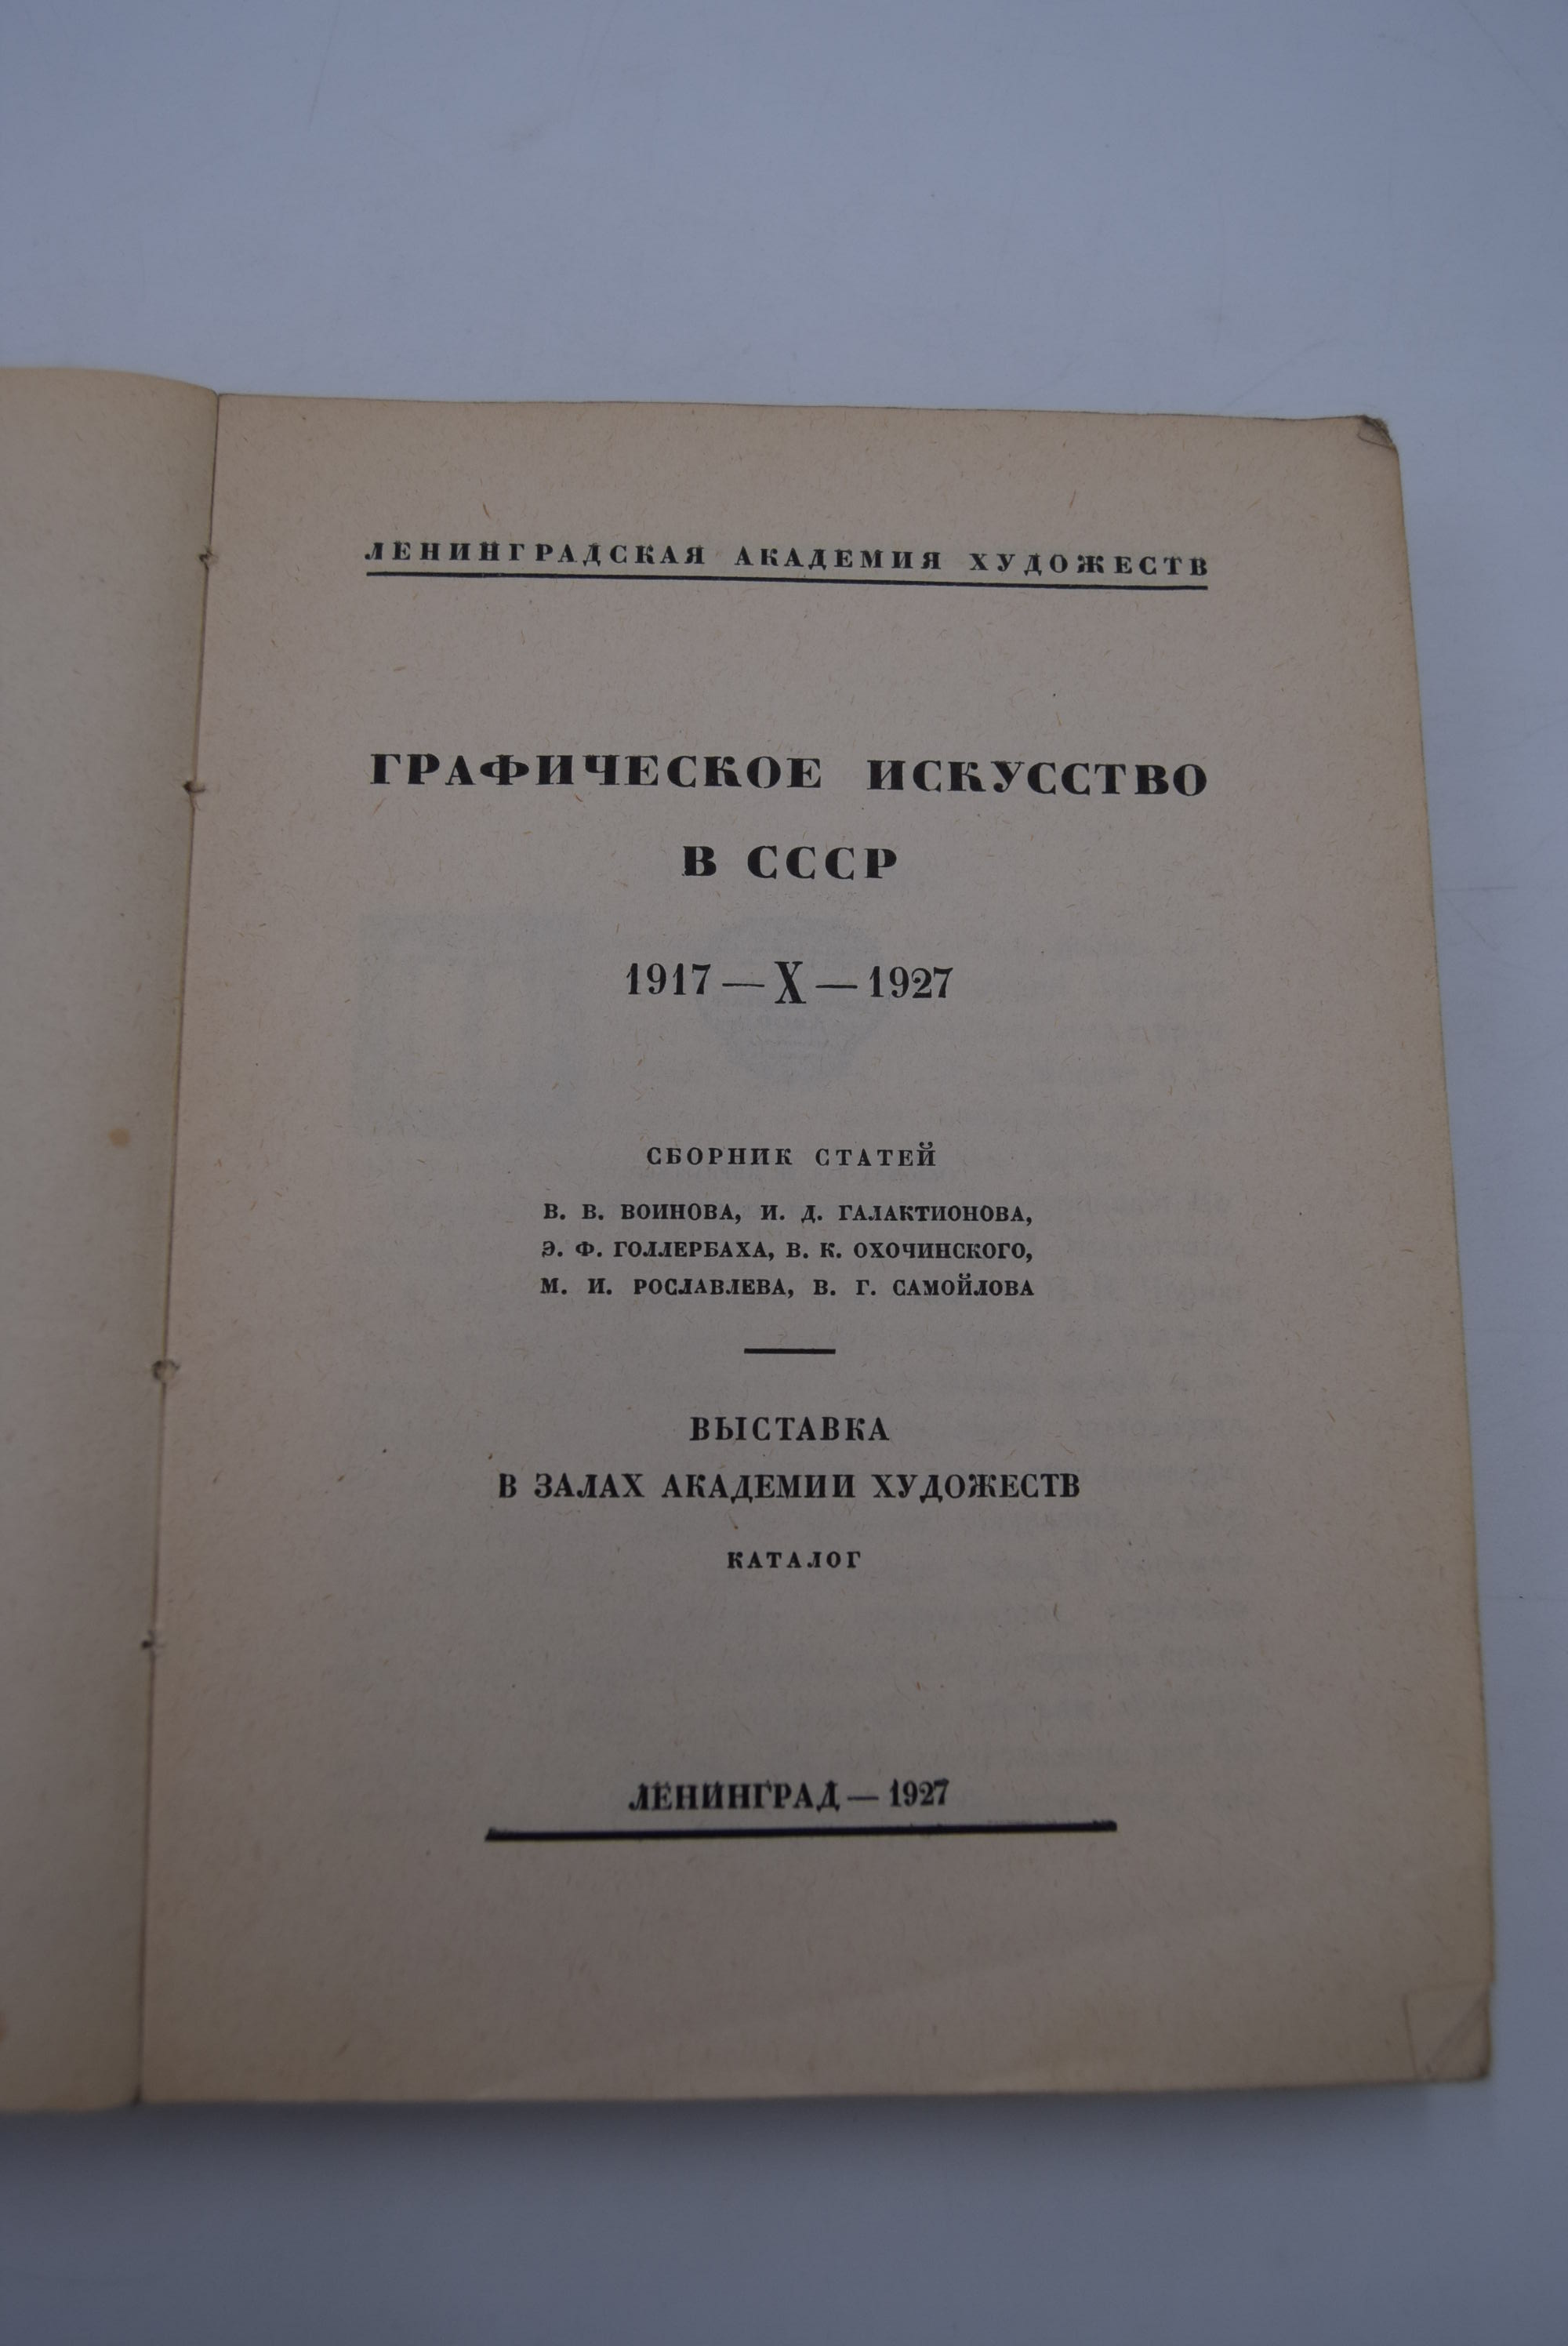 ЛЕНИНГРАДСКАЯ АКАДЕМИЯ ХУДОЖЕСТВ
ГРАФИЧЕСКОЕ ИСКУССТВО
В СССР
1917 — X — 1927
СБОРНИК СТАТЕЙ
В. В. ВОИНОВА, И. Д. ГАЛАКТИОНОВА,
Э. Ф. ГОЛЛЕРБАХА, В. К. ОХОЧИНСКОГО,
М. И. РОСЛАВЛЕВА, В. Г. САМОЙЛОВА
ВЫСТАВКА
В ЗАЛАХ АКАДЕМИИ ХУДОЖЕСТВ
КАТАЛОГ
ЛЕНИНГРАД — 1927